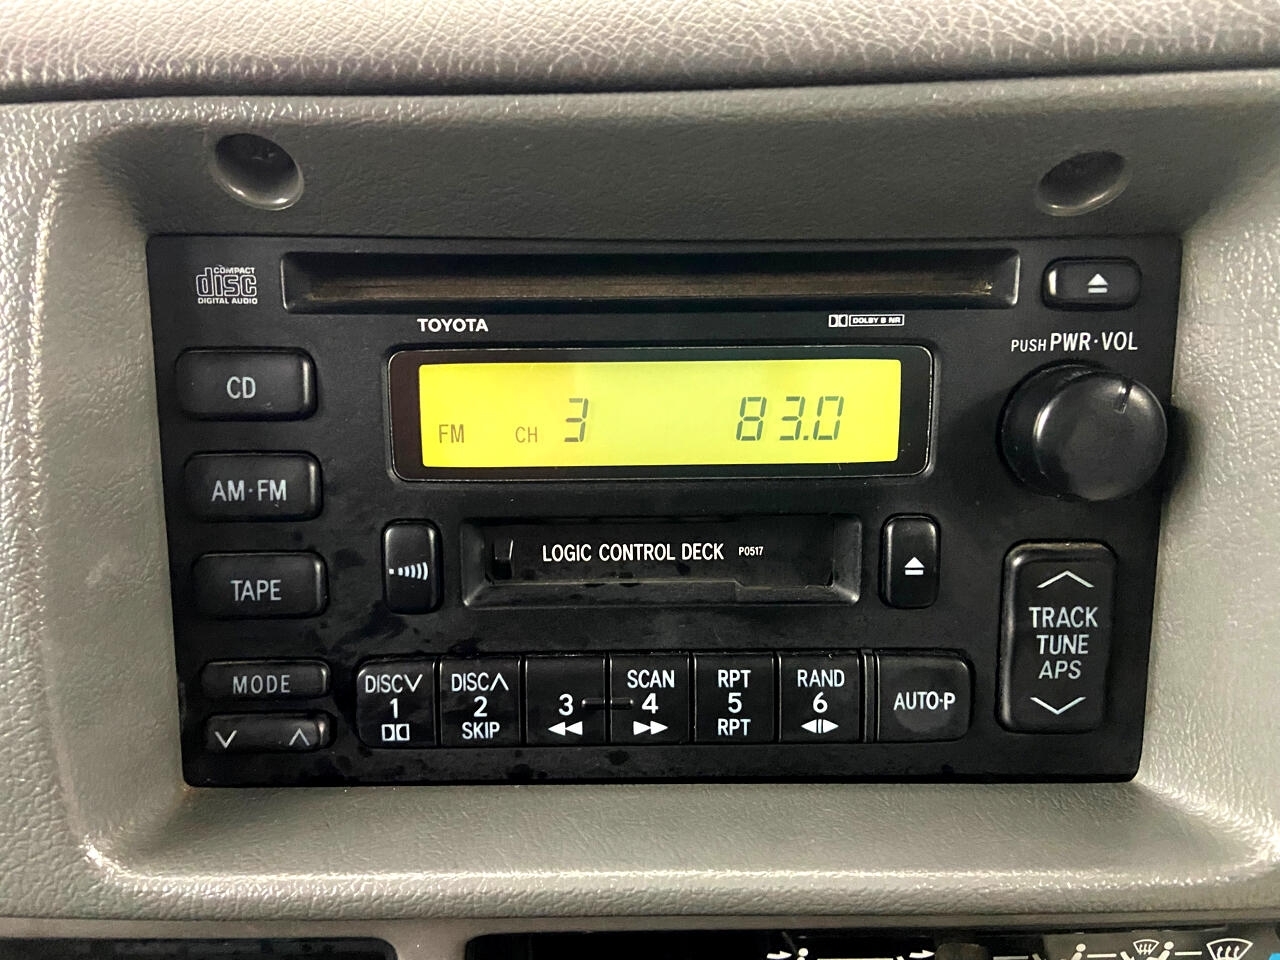 COMPACT
disc
DIGITAL AUDIO
TOYOTA
DOLBY B NR
PUSH PWR·VOL
CD
FM CH 3 83.0
AM·FM
LOGIC CONTROL DECK P0517
TAPE
TRACK
TUNE
APS
MODE
DISC 1
DISC 2 SKIP
3
SCAN 4
RPT 5 RPT
RAND 6
AUTO·P